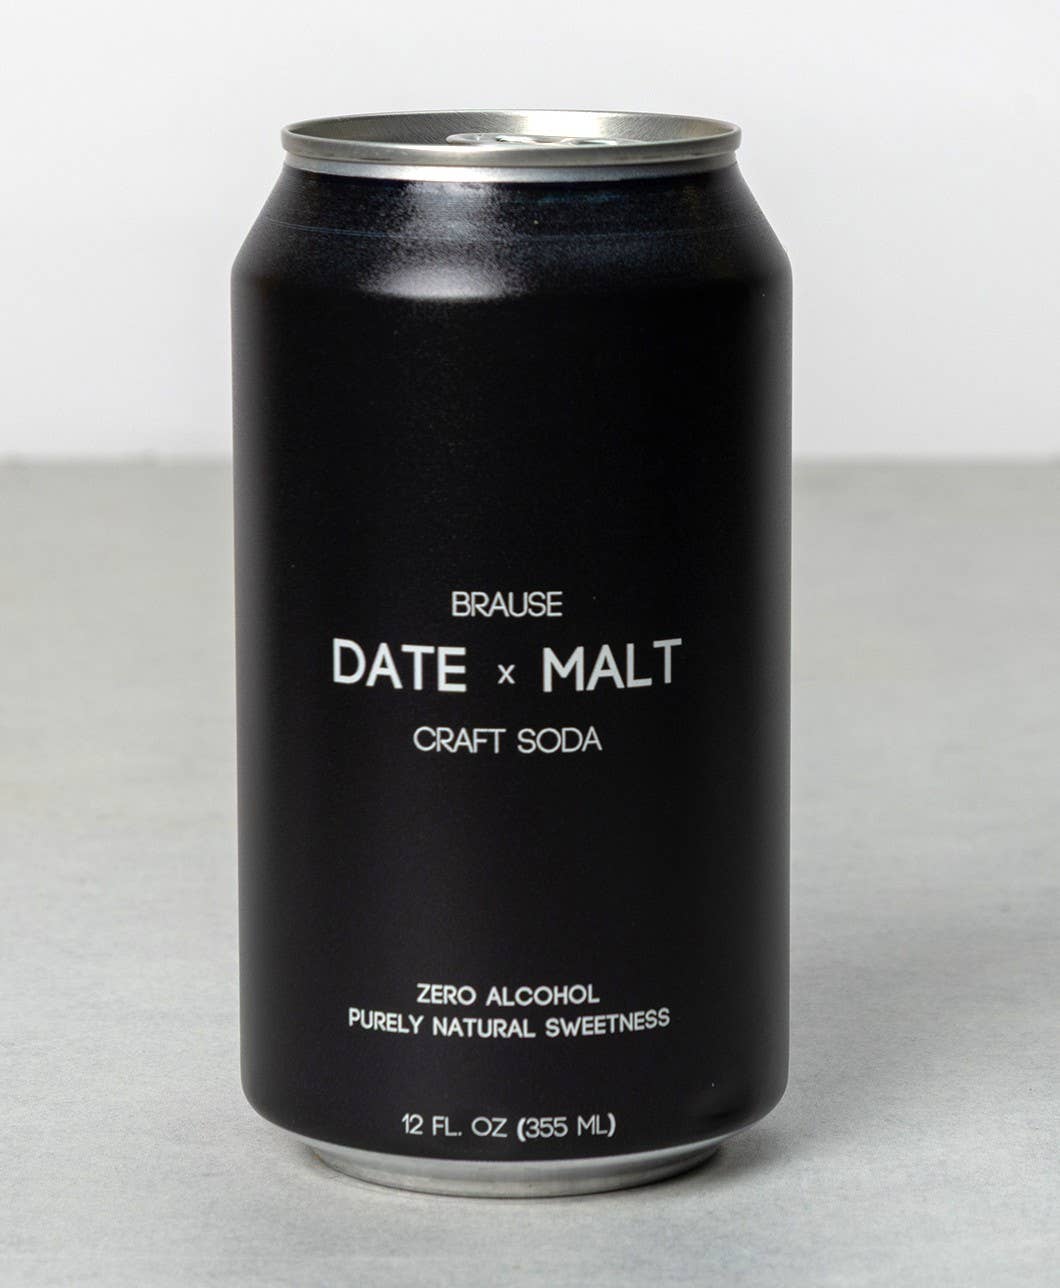 BRAUSE
DATE x MALT
CRAFT SODA
ZERO ALCOHOL
PURELY NATURAL SWEETNESS
12 FL. OZ (355 ML)